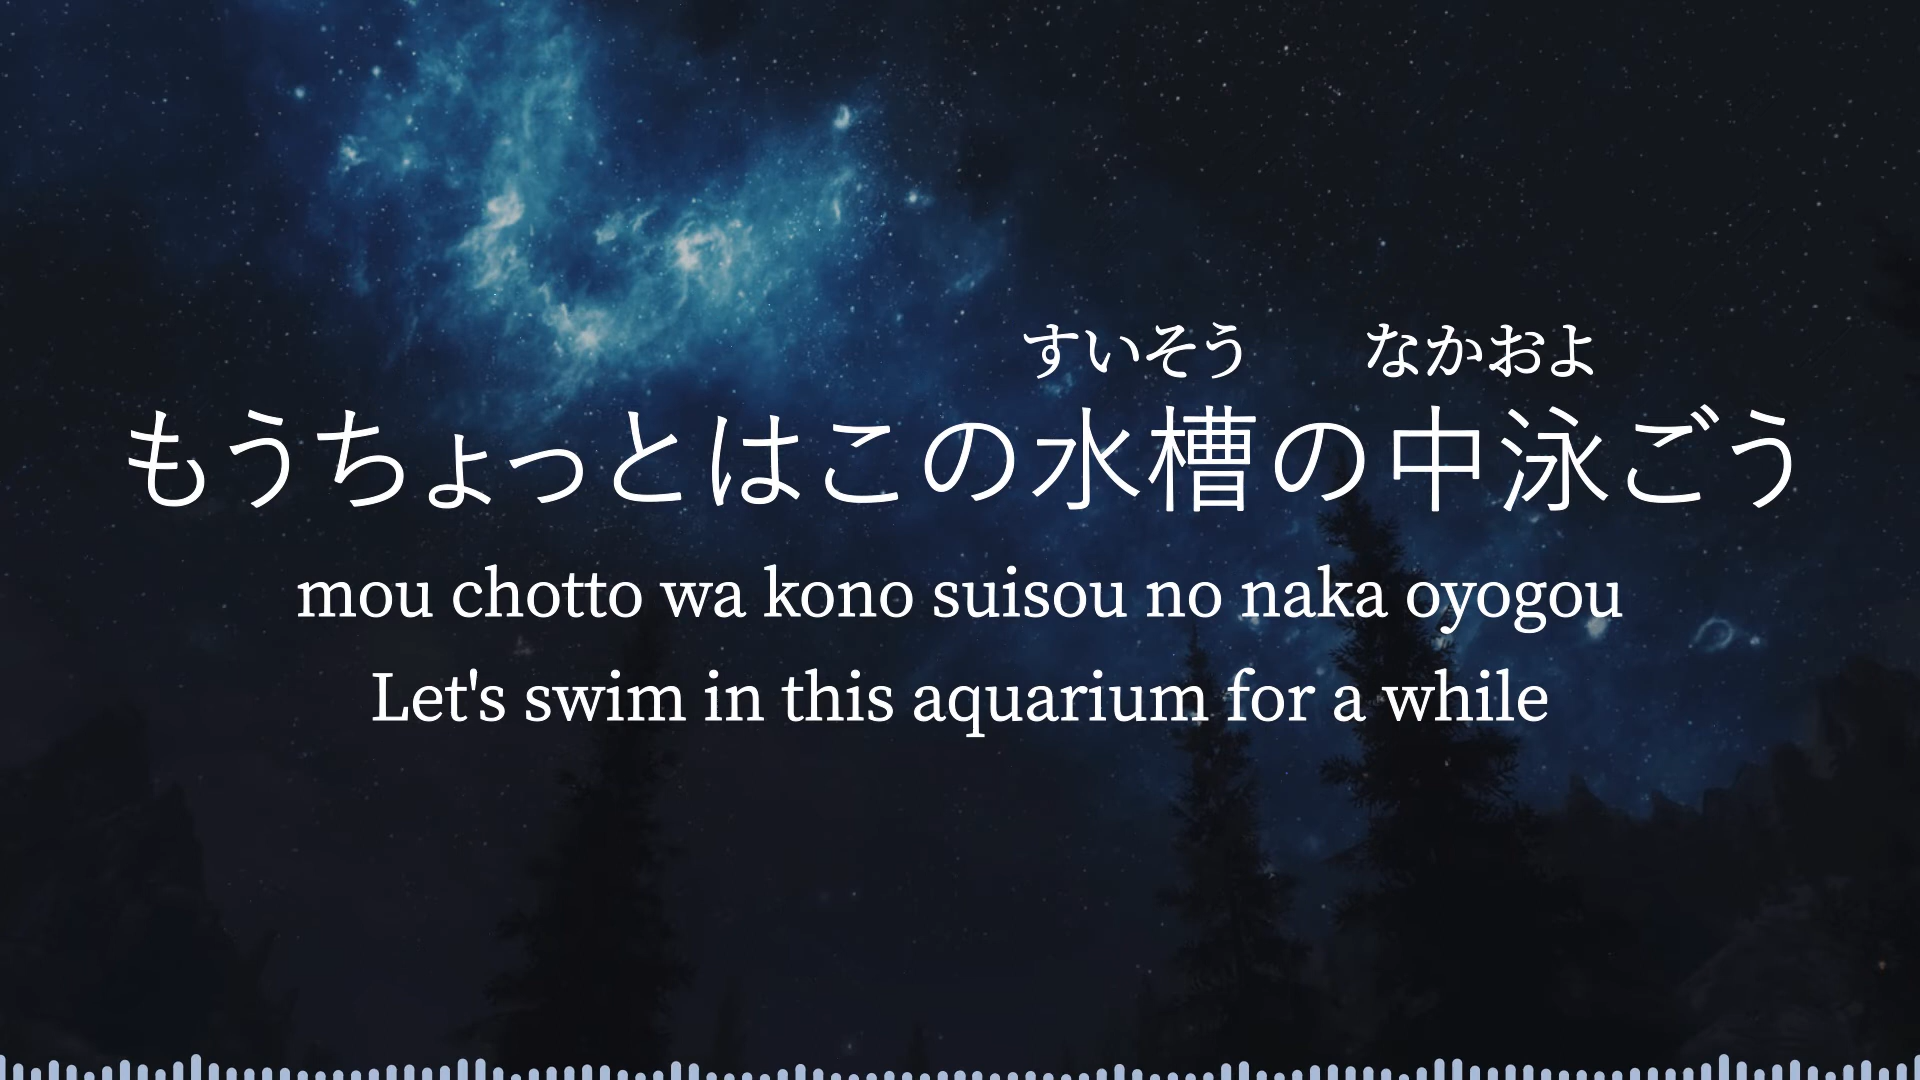 すいそう なかおよ
もうちょっとはこの水槽の中泳ごう
mou chotto wa kono suisou no naka oyogou
Let's swim in this aquarium for a while